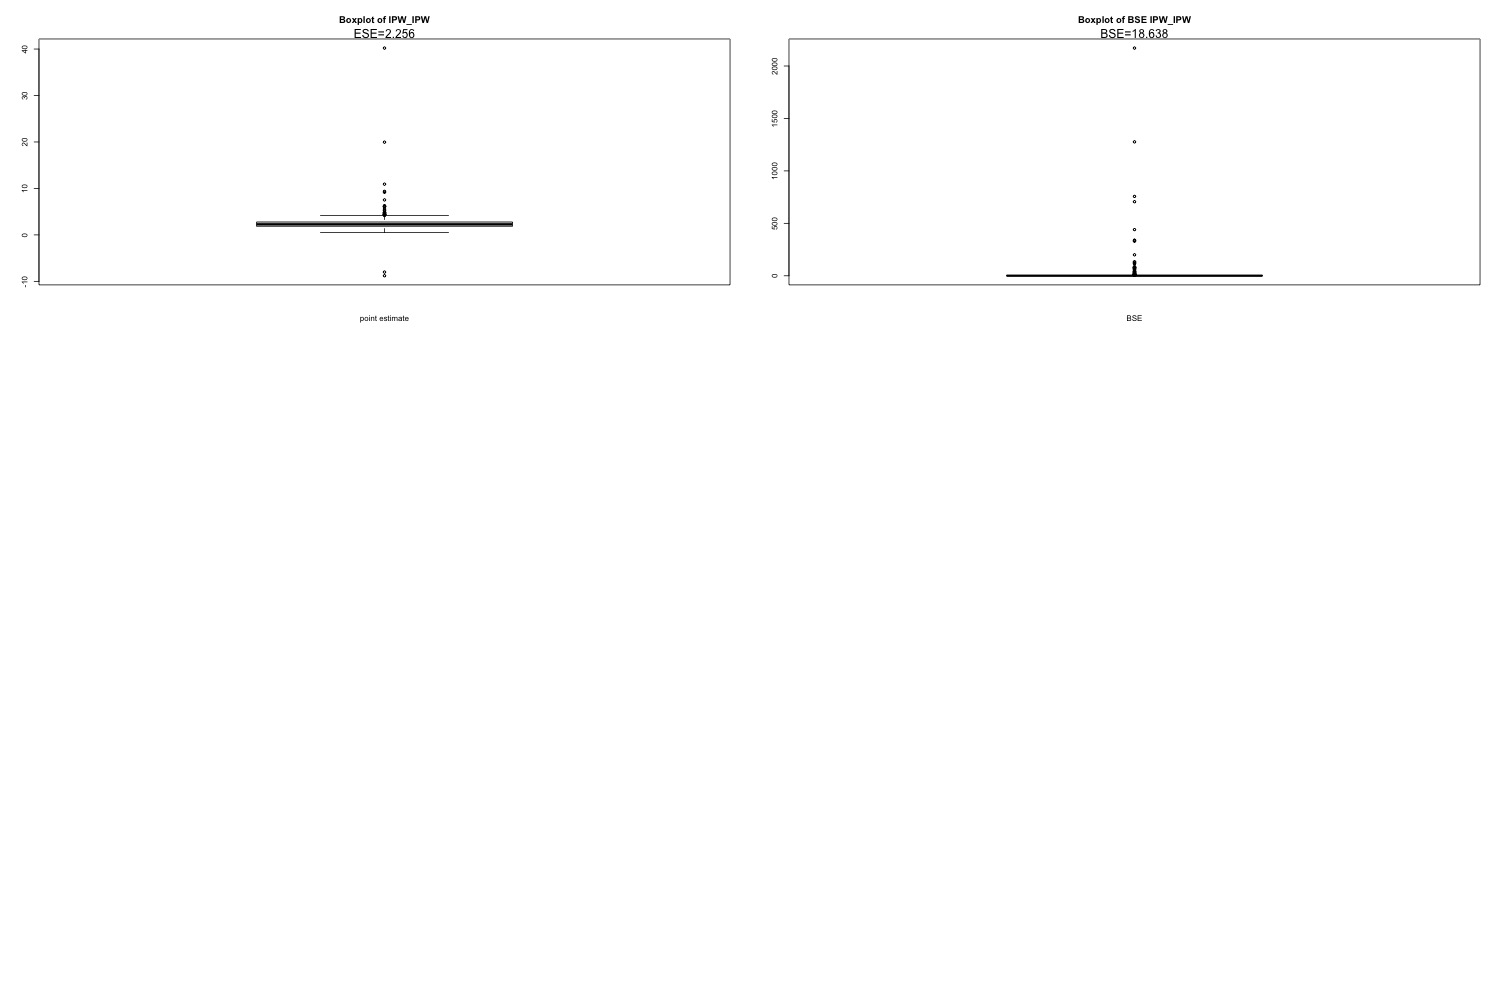 Boxplot of IPW_IPW
ESE=2.256
40
30
20
10
0
-10
point estimate
Boxplot of BSE IPW_IPW
BSE=18.638
2000
1500
1000
500
0
BSE